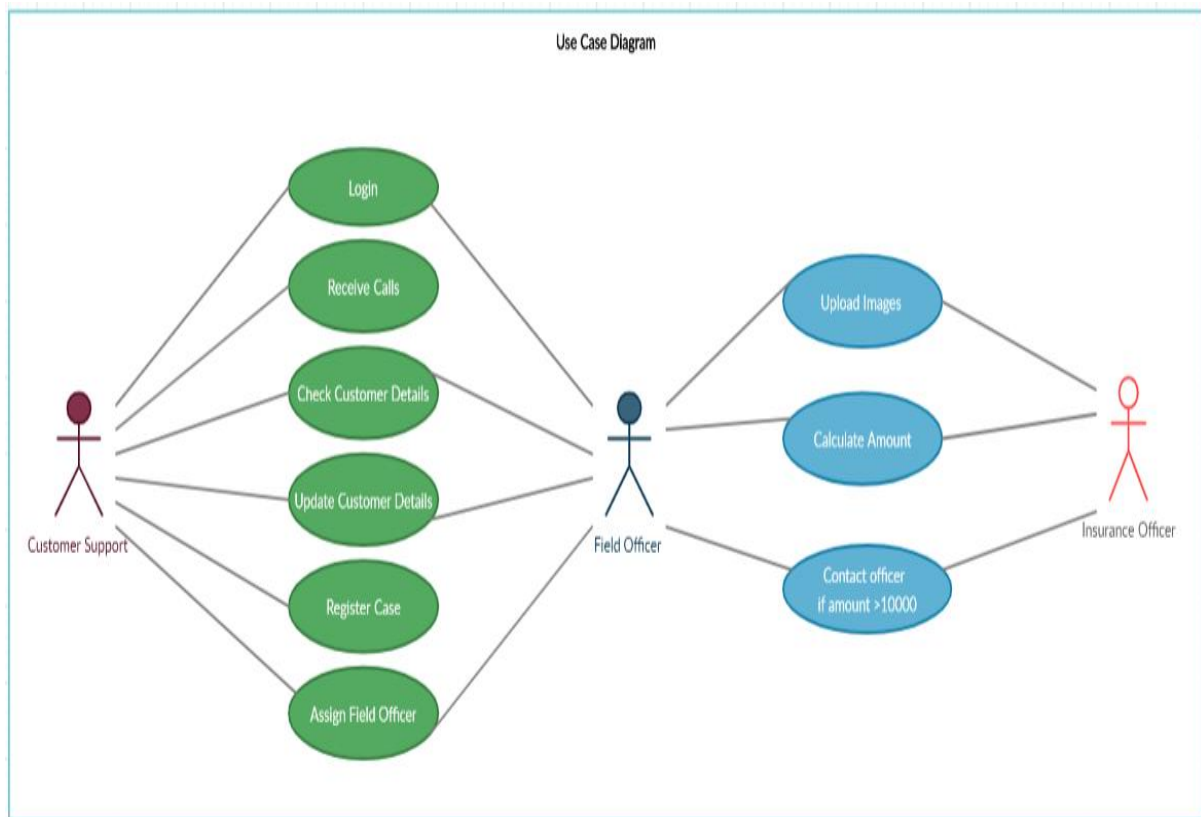 Use Case Diagram
Login
Receive Calls
Check Customer Details
Update Customer Details
Register Case
Assign Field Officer
Customer Support
Field Officer
Upload Images
Calculate Amount
Contact officer
if amount >10000
Insurance Officer